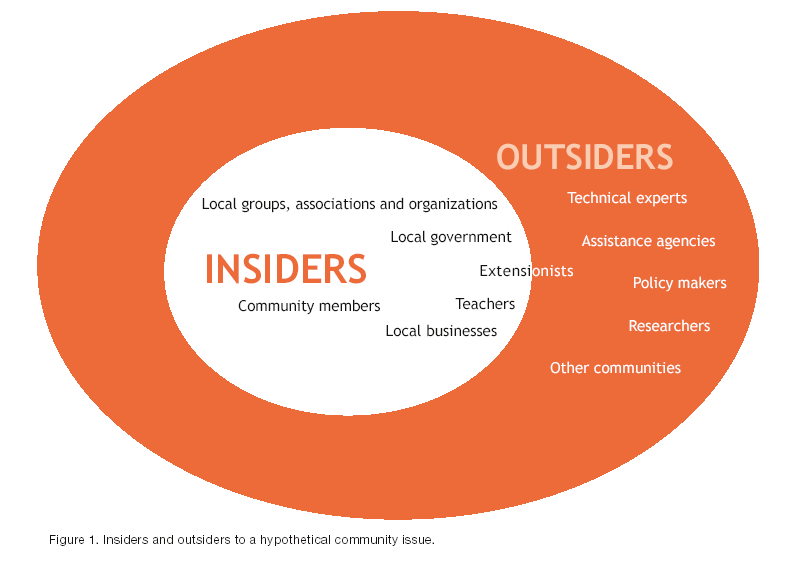 OUTSIDERS
Technical experts
Local groups, associations and organizations
Local government
Assistance agencies
INSIDERS
Extensionists
Policy makers
Community members
Teachers
Local businesses
Researchers
Other communities
Figure 1. Insiders and outsiders to a hypothetical community issue.